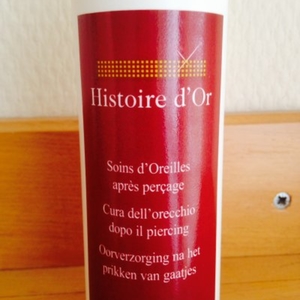 Histoire d'Or
Soins d'Oreilles
après perçage
Cura dell'orecchio
dopo il piercing
Oorverzorging na het
prikken van gaatjes